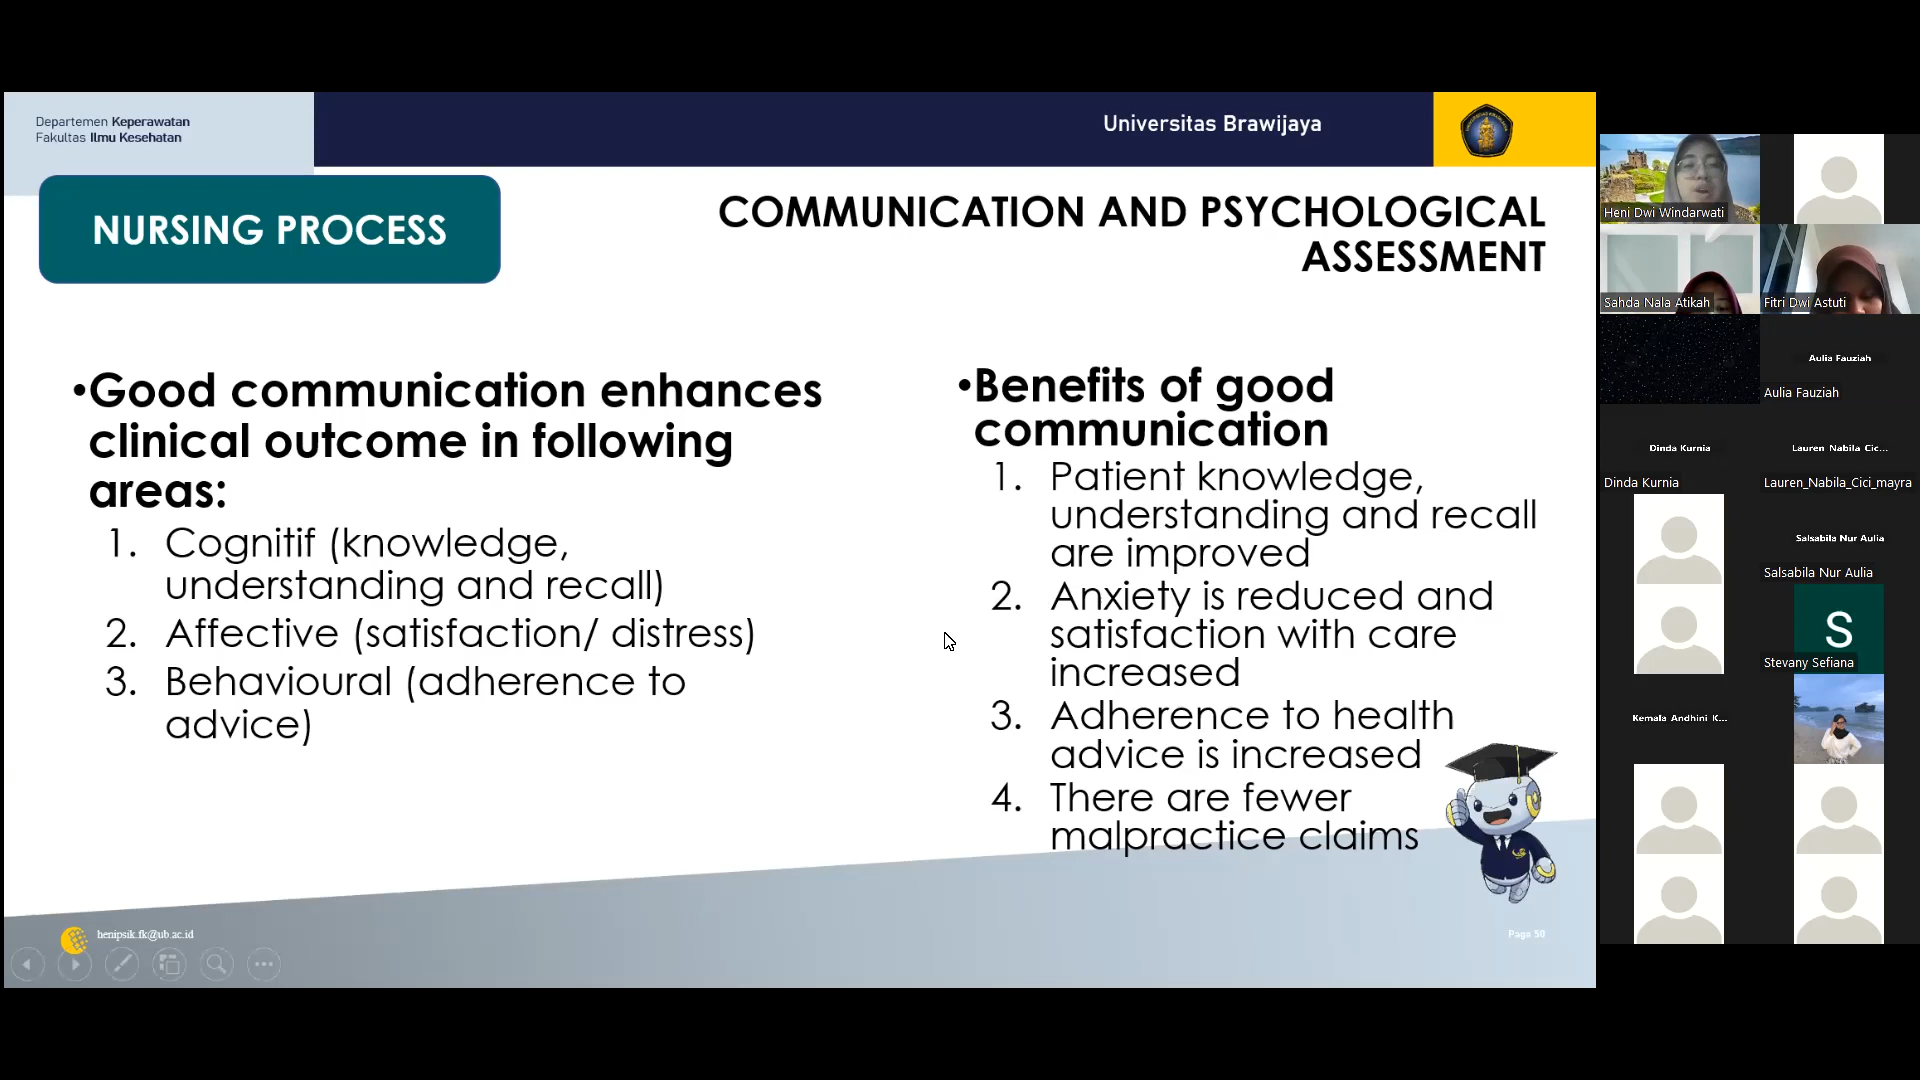 Departemen Keperawatan
Fakultas Ilmu Kesehatan
Universitas Brawijaya
NURSING PROCESS
COMMUNICATION AND PSYCHOLOGICAL
ASSESSMENT
•Good communication enhances
clinical outcome in following
areas:
1. Cognitif (knowledge,
understanding and recall)
2. Affective (satisfaction/ distress)
3. Behavioural (adherence to
advice)
•Benefits of good
communication
1. Patient knowledge,
understanding and recall
are improved
2. Anxiety is reduced and
satisfaction with care
increased
3. Adherence to health
advice is increased
4. There are fewer
malpractice claims
henipsik.fk@ub.ac.id
Page 50
Heni Dwi Windarwati
Sahda Nala Atikah
Fitri Dwi Astuti
Aulia Fauziah
Aulia Fauziah
Dinda Kurnia
Lauren_Nabila_Cic...
Dinda Kurnia
Lauren_Nabila_Cici_mayra
Salsabila Nur Aulia
Salsabila Nur Aulia
S
Stevany Sefiana
Kemala Andhini K...